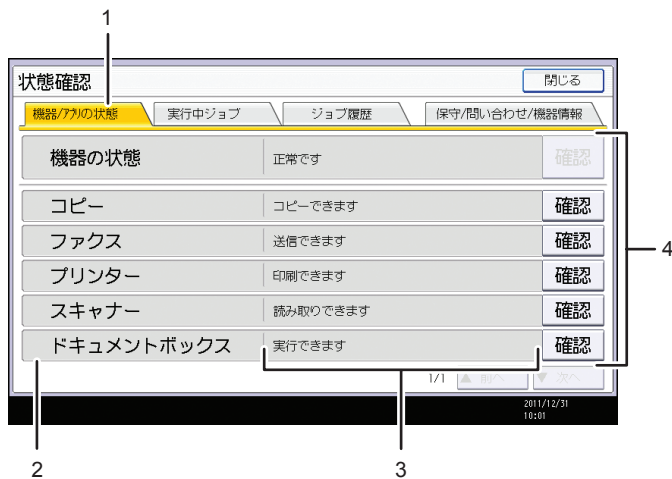 1
状態確認 閉じる
機器/アプリの状態 実行中ジョブ ジョブ履歴 保守/問い合わせ/機器情報
機器の状態 正常です 確認
コピー コピーできます 確認
ファクス 送信できます 確認
4
プリンター 印刷できます 確認
スキャナー 読み取りできます 確認
ドキュメントボックス 実行できます 確認
1/1 ▲ 前へ ▼ 次へ
2011/12/31
10:01
2 3